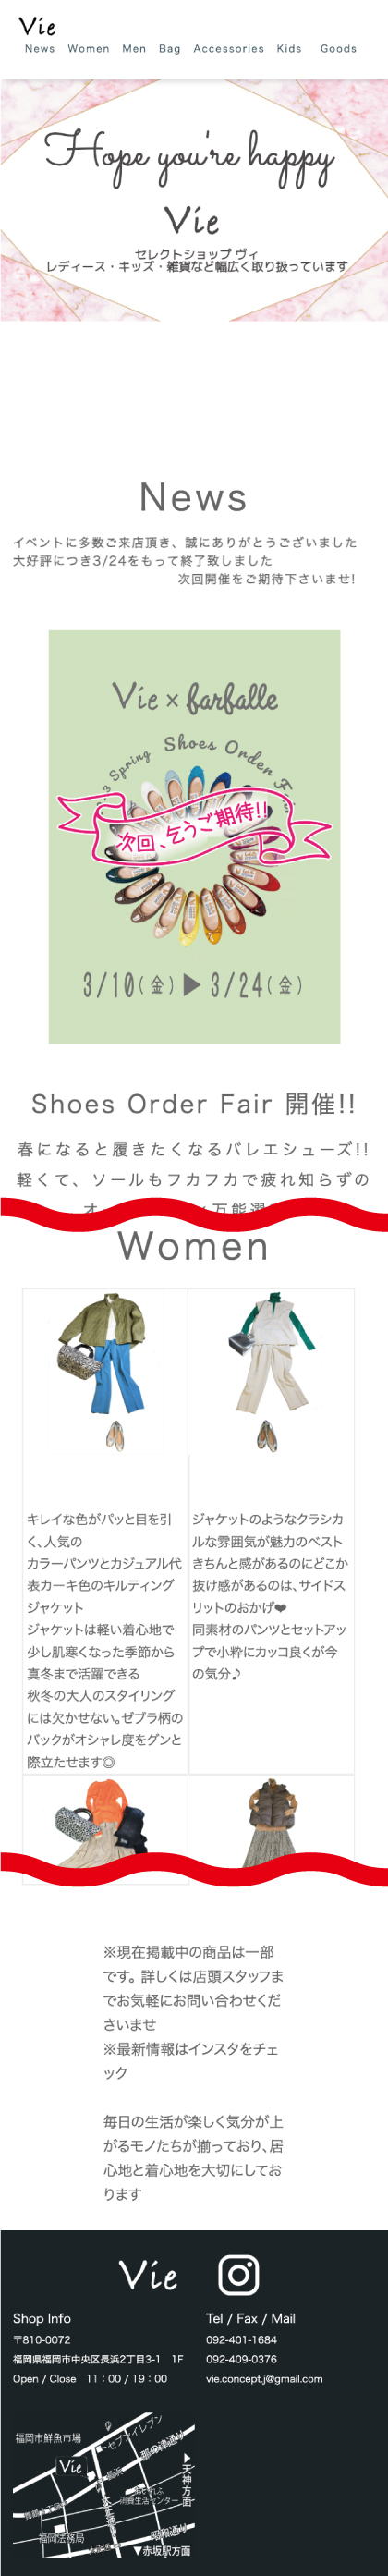 Vie
News Women Men Bag Accessories Kids Goods
Hope you're happy
Vie
セレクトショップ ヴィ
レディース・キッズ・雑貨など幅広く取り扱っています
News
イベントに多数ご来店頂き、誠にありがとうございました
大好評につき3/24をもって終了致しました
次回開催をご期待下さいませ!
Vie × farfalle
3 Spring Shoes Order F
次回、乞うご期待!!
3/10(金)▶3/24(金)
Shoes Order Fair 開催!!
春になると履きたくなるバレエシューズ!!
軽くて、ソールもフカフカで疲れ知らずの
Women
キレイな色がパッと目を引
く、人気の
カラーパンツとカジュアル代
表カーキ色のキルティング
ジャケット
ジャケットは軽い着心地で
少し肌寒くなった季節から
真冬まで活躍できる
秋冬の大人のスタイリング
には欠かせない。ゼブラ柄の
バックがオシャレ度をグンと
際立たせます◎
ジャケットのようなクラシカ
ルな雰囲気が魅力のベスト
きちんと感があるのにどこか
抜け感があるのは、サイドス
リットのおかげ❤
同素材のパンツとセットアッ
プで小粋にカッコ良くが今
の気分♪
※現在掲載中の商品は一部
です。詳しくは店頭スタッフま
でお気軽にお問い合わせくだ
さいませ
※最新情報はインスタをチェ
ック
毎日の生活が楽しく気分が上
がるモノたちが揃っており、居
心地と着心地を大切にしてお
ります
Vie
Shop Info
〒810-0072
福岡県福岡市中央区長浜2丁目3-1 1F
Open / Close 11：00 / 19：00
Tel / Fax / Mail
092-401-1684
092-409-0376
vie.concept.j@gmail.com
福岡市鮮魚市場
セブンイレブン
那の津通り
Vie
長浜
▶天神方面
消費生活センター
福岡法務局
昭和通り
▼赤坂駅方面